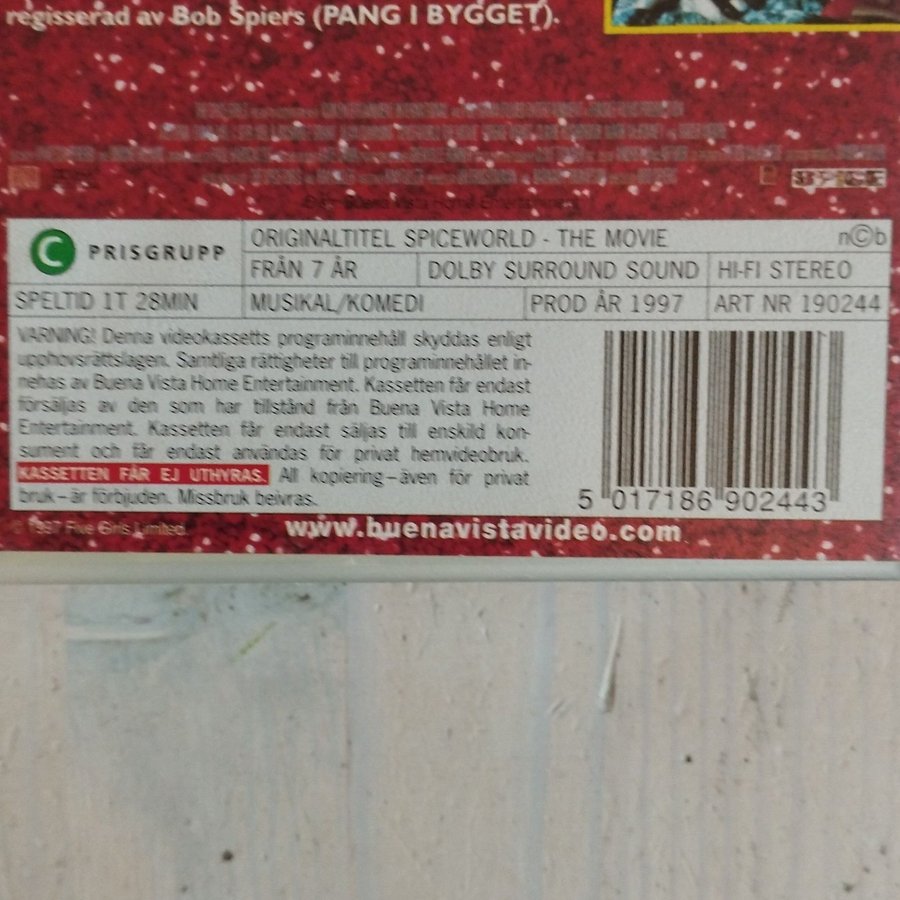 regisserad av Bob Spiers (PANG I BYGGET).
Buena Vista Home Entertainment
C PRISGRUPP
ORIGINALTITEL SPICEWORLD - THE MOVIE
n©b
FRÅN 7 ÅR
DOLBY SURROUND SOUND
HI-FI STEREO
SPELTID 1T 28MIN
MUSIKAL/KOMEDI
PROD ÅR 1997
ART NR 190244
VARNING! Denna videokassetts programinnehåll skyddas enligt
upphovsrättslagen. Samtliga rättigheter till programinnehållet in-
nehas av Buena Vista Home Entertainment. Kassetten får endast
försäljas av den som har tillstånd från Buena Vista Home
Entertainment. Kassetten får endast säljas till enskild kon-
sument och får endast användas för privat hemvideobruk.
KASSETTEN FÅR EJ UTHYRAS. All kopiering – även för privat
bruk – är förbjuden. Missbruk beivras.
5 017186 902443
© 1997 Five Girls Limited.
www.buenavistavideo.com